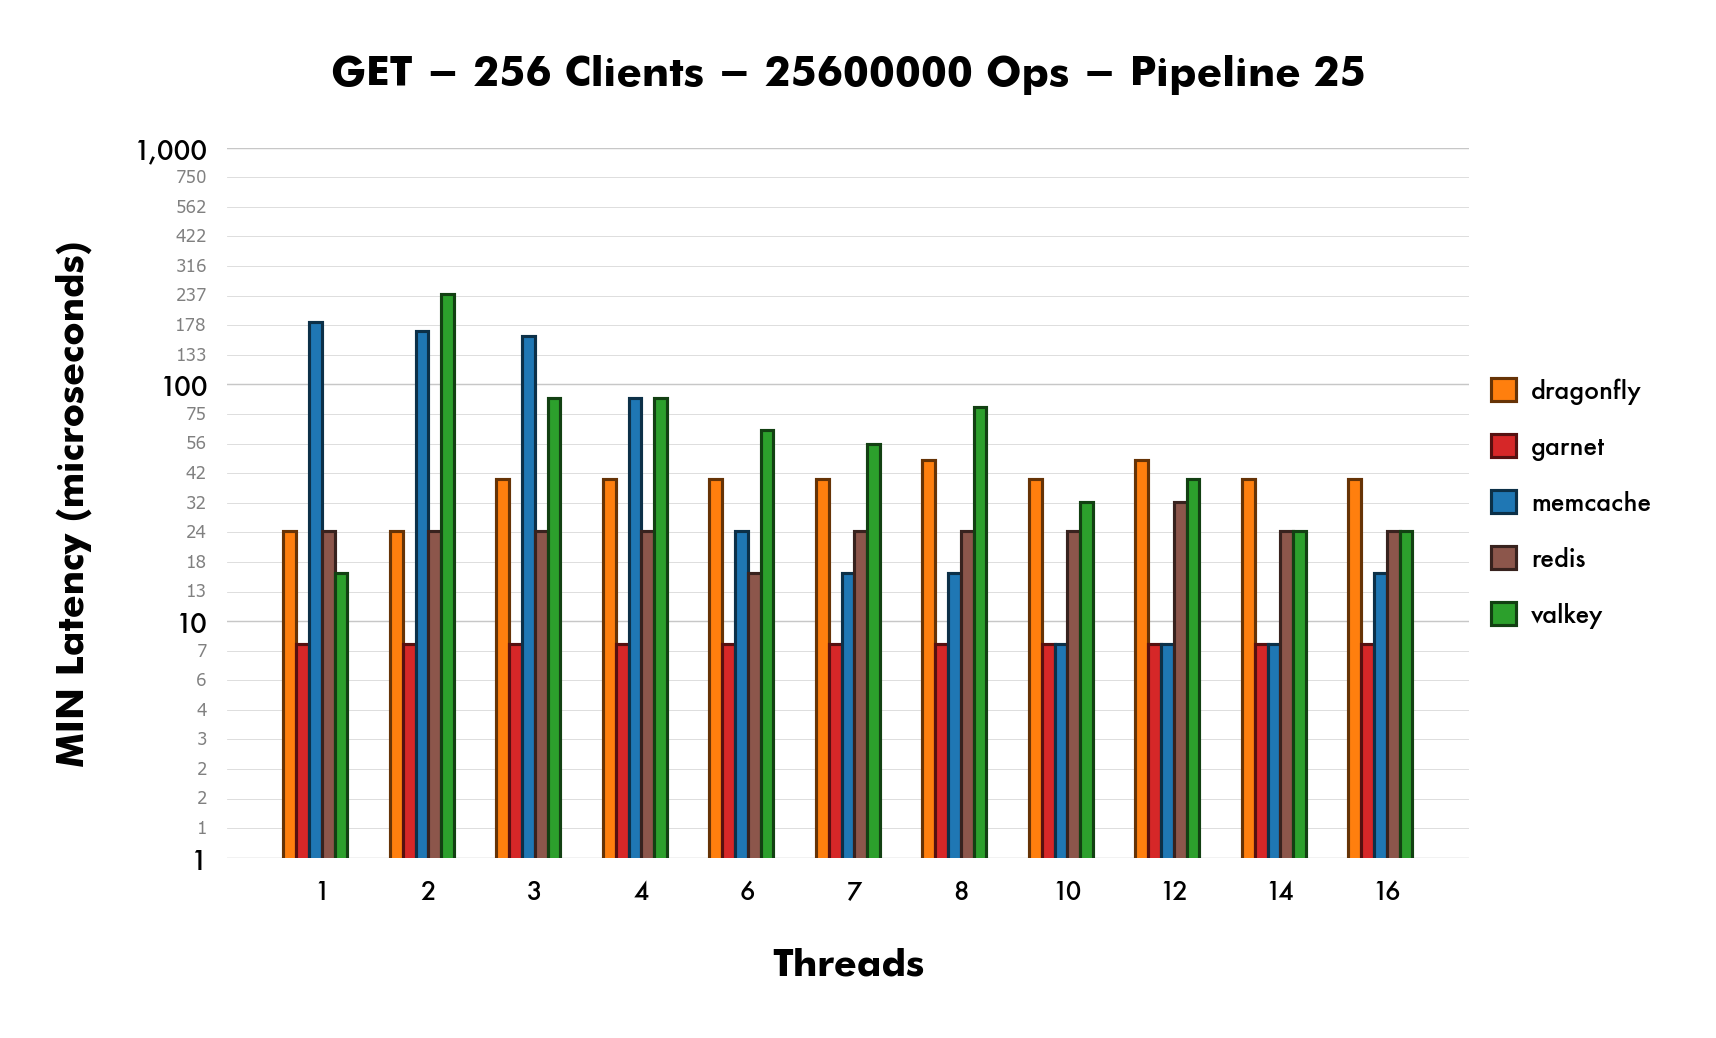 GET – 256 Clients – 25600000 Ops – Pipeline 25
MIN Latency (microseconds)
1,000
750
562
422
316
237
178
133
100
75
56
42
32
24
18
13
10
7
6
4
3
2
2
1
1
1 2 3 4 6 7 8 10 12 14 16
Threads
dragonfly
garnet
memcache
redis
valkey